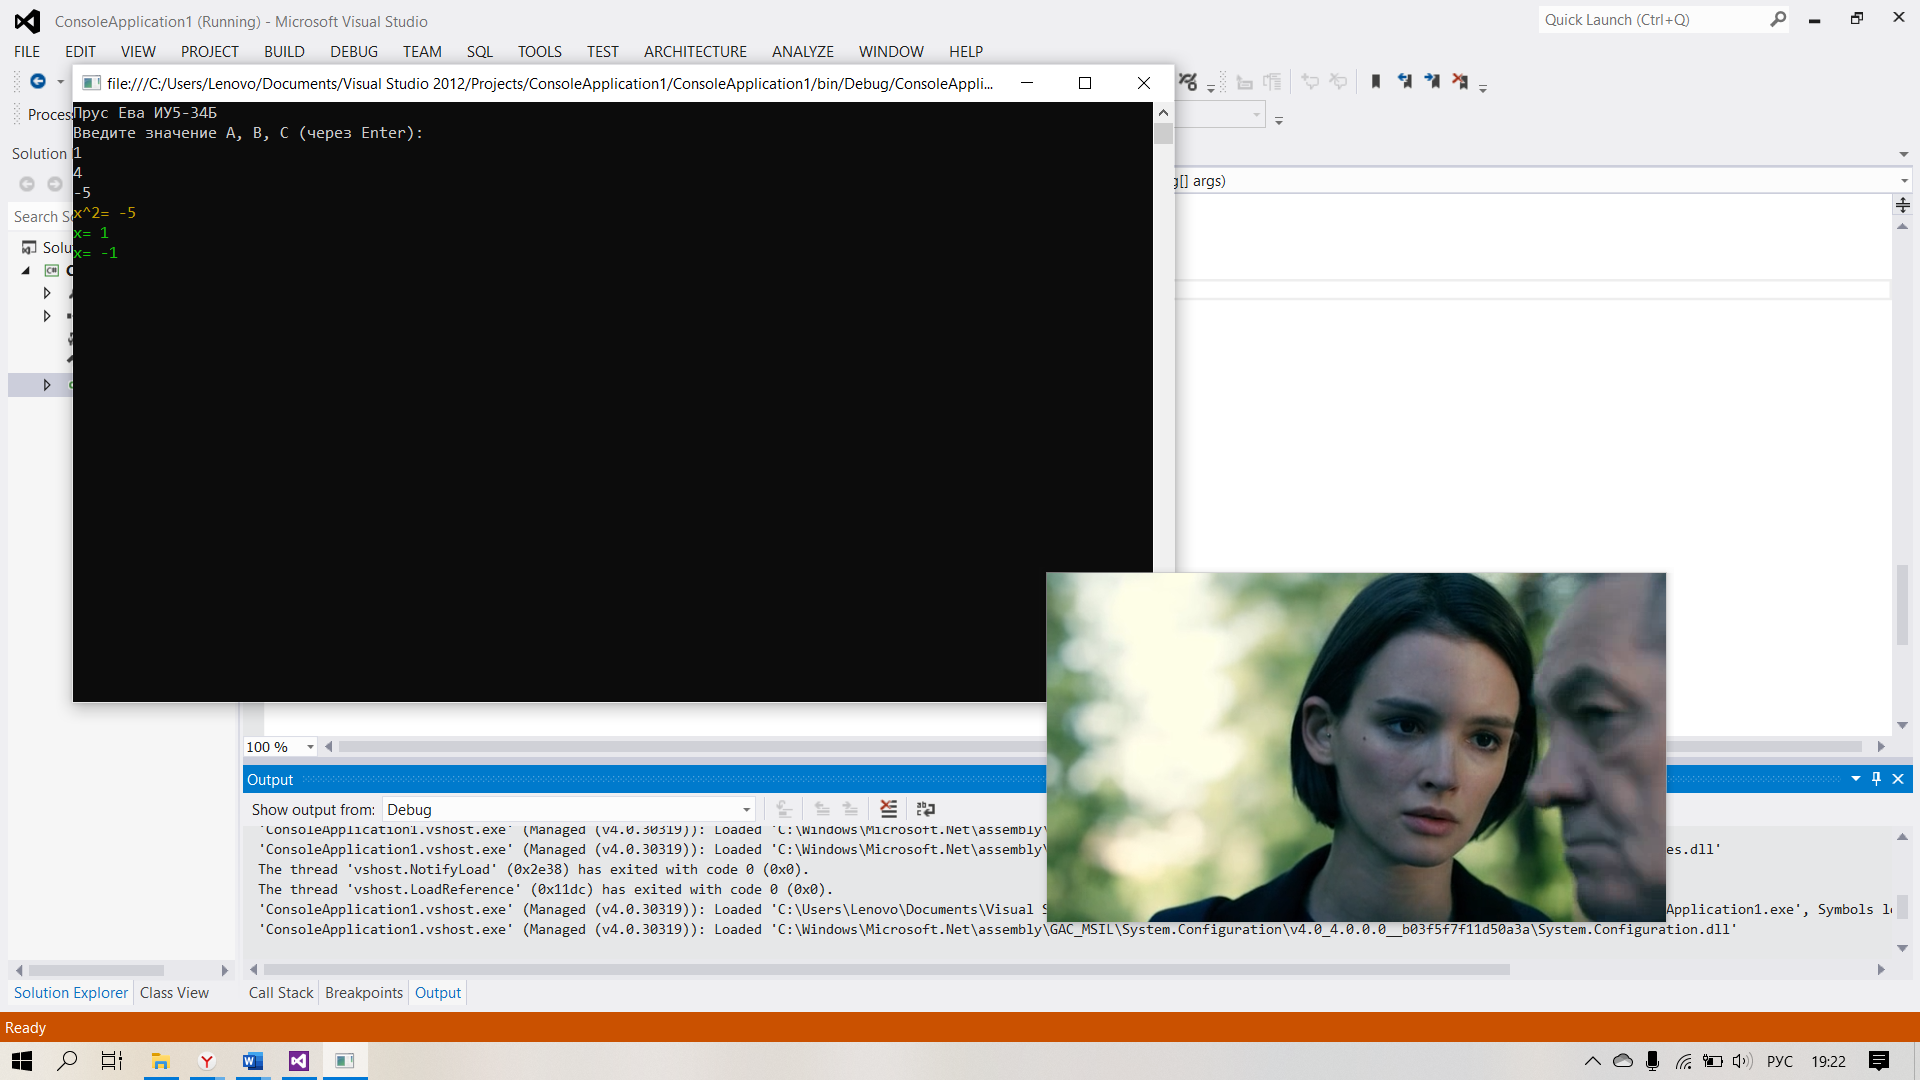 ConsoleApplication1 (Running) - Microsoft Visual Studio
Quick Launch (Ctrl+Q)
FILE EDIT VIEW PROJECT BUILD DEBUG TEAM SQL TOOLS TEST ARCHITECTURE ANALYZE WINDOW HELP
file:///C:/Users/Lenovo/Documents/Visual Studio 2012/Projects/ConsoleApplication1/ConsoleApplication1/bin/Debug/ConsoleAppli...
Прус Ева ИУ5-34Б
Введите значение A, B, C (через Enter):
1
4
-5
x^2= -5
x= 1
x= -1
Proces
Solution
Search So
Solu
g[] args)
100 %
Output
Show output from: Debug
'ConsoleApplication1.vshost.exe' (Managed (v4.0.30319)): Loaded 'C:\Windows\Microsoft.Net\assembly\
'ConsoleApplication1.vshost.exe' (Managed (v4.0.30319)): Loaded 'C:\Windows\Microsoft.Net\assembly\ es.dll'
The thread 'vshost.NotifyLoad' (0x2e38) has exited with code 0 (0x0).
The thread 'vshost.LoadReference' (0x11dc) has exited with code 0 (0x0).
'ConsoleApplication1.vshost.exe' (Managed (v4.0.30319)): Loaded 'C:\Users\Lenovo\Documents\Visual S Application1.exe', Symbols lo
'ConsoleApplication1.vshost.exe' (Managed (v4.0.30319)): Loaded 'C:\Windows\Microsoft.Net\assembly\GAC_MSIL\System.Configuration\v4.0_4.0.0.0__b03f5f7f11d50a3a\System.Configuration.dll'
Solution Explorer Class View
Call Stack Breakpoints Output
Ready
РУС 19:22